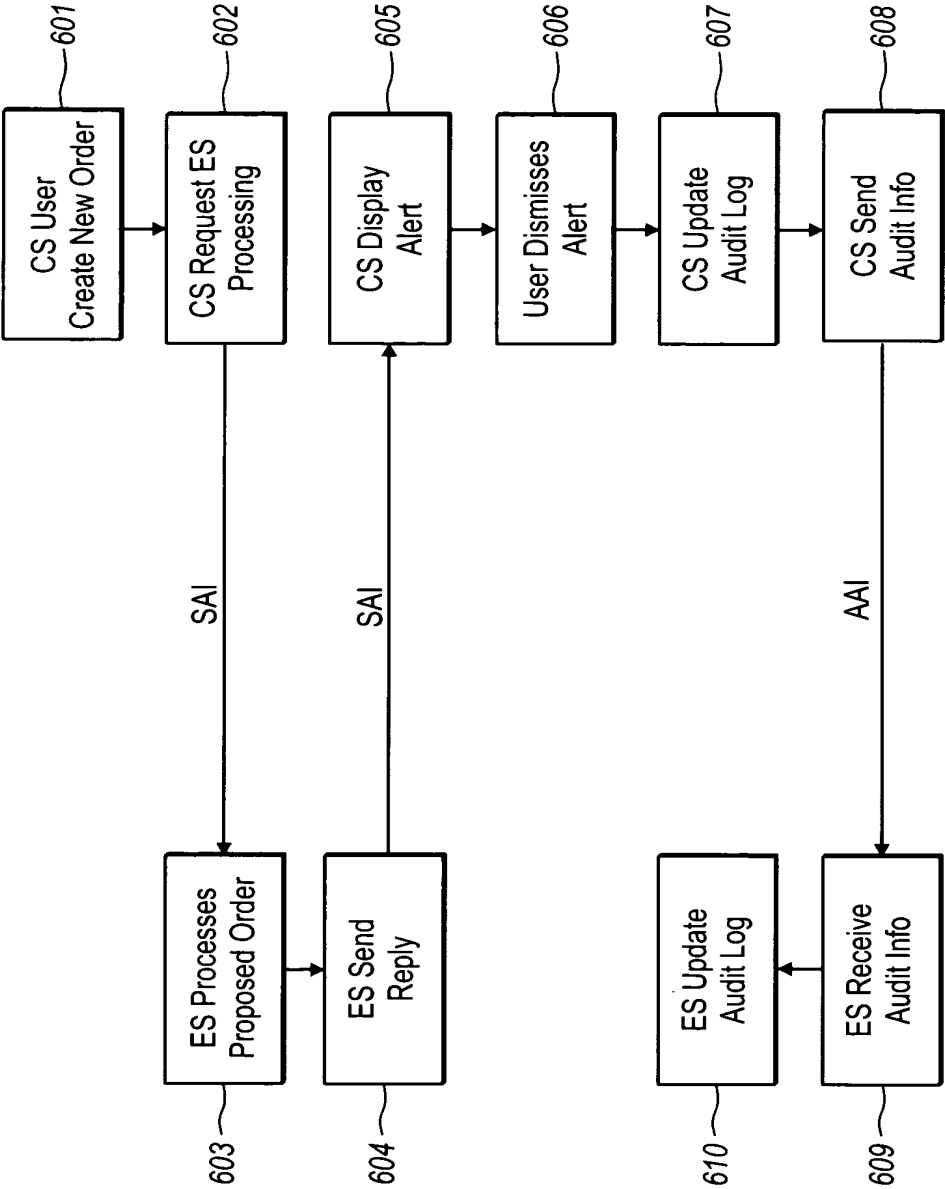 601
CS User
Create New Order
602
CS Request ES
Processing
SAI
ES Processes
Proposed Order
603
ES Send
Reply
604
SAI
605
CS Display
Alert
606
User Dismisses
Alert
607
CS Update
Audit Log
608
CS Send
Audit Info
AAI
ES Receive
Audit Info
609
ES Update
Audit Log
610